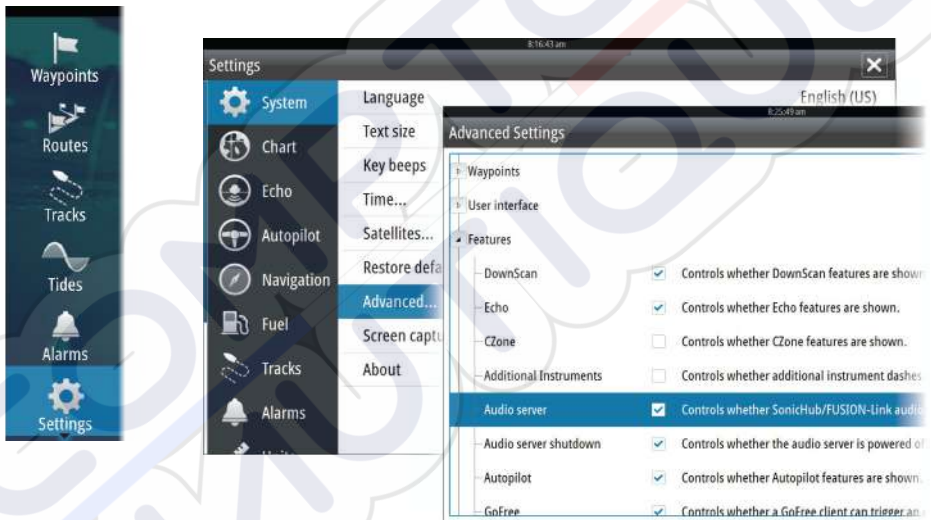 Waypoints
Routes
Tracks
Tides
Alarms
Settings
8:16:43 am
Settings
System
Chart
Echo
Autopilot
Navigation
Fuel
Tracks
Alarms
Language
English (US)
Text size
Key beeps
Time...
Satellites...
Restore defa
Advanced...
Screen captu
About
8:25:49 am
Advanced Settings
Waypoints
User interface
Features
DownScan Controls whether DownScan features are shown
Echo Controls whether Echo features are shown.
CZone Controls whether CZone features are shown.
Additional Instruments Controls whether additional instrument dashes
Audio server Controls whether SonicHub/FUSION-Link audio
Audio server shutdown Controls whether the audio server is powered of
Autopilot Controls whether Autopilot features are shown.
GoFree Controls whether a GoFree client can trigger an